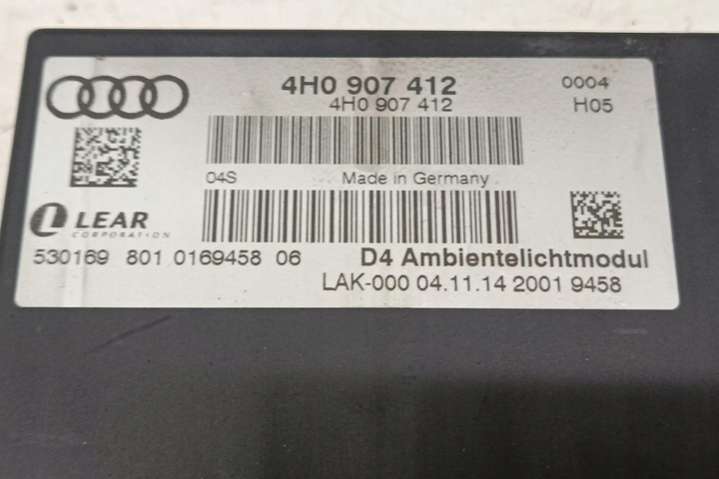 4H0 907 412 0004
4H0 907 412 H05
04S Made in Germany
LEAR
CORPORATION
530169 801 0169458 06 D4 Ambientelichtmodul
LAK-000 04.11.14 2001 9458